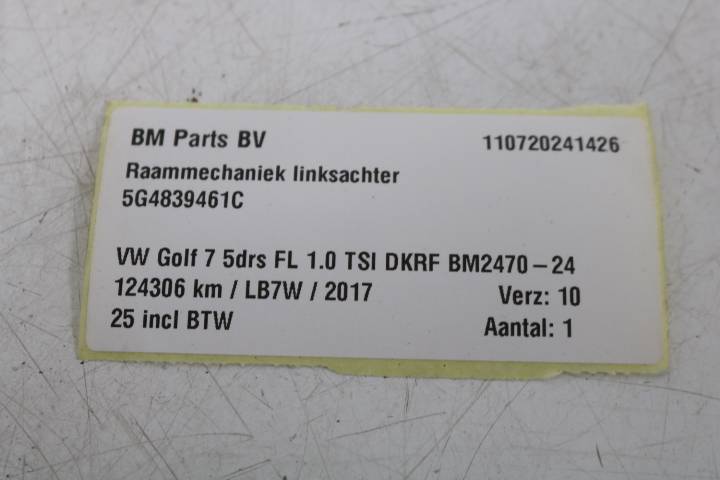 BM Parts BV 110720241426
Raammechaniek linksachter
5G4839461C
VW Golf 7 5drs FL 1.0 TSI DKRF BM2470-24
124306 km / LB7W / 2017 Verz: 10
25 incl BTW Aantal: 1